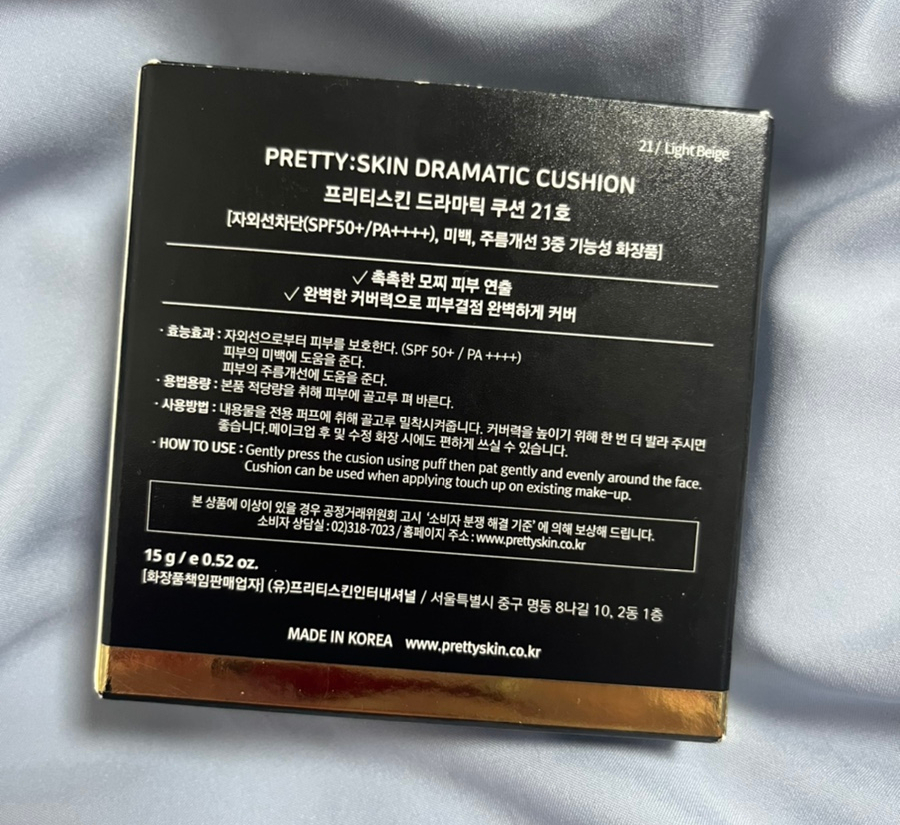 21 / Light Beige
PRETTY:SKIN DRAMATIC CUSHION
프리티스킨 드라마틱 쿠션 21호
[자외선차단(SPF50+/PA++++), 미백, 주름개선 3중 기능성 화장품]
✓ 촉촉한 모찌 피부 연출
✓ 완벽한 커버력으로 피부결점 완벽하게 커버
· 효능효과 : 자외선으로부터 피부를 보호한다. (SPF 50+ / PA ++++)
피부의 미백에 도움을 준다.
피부의 주름개선에 도움을 준다.
· 용법용량 : 본품 적당량을 취해 피부에 골고루 펴 바른다.
· 사용방법 : 내용물을 전용 퍼프에 취해 골고루 밀착시켜줍니다. 커버력을 높이기 위해 한 번 더 발라 주시면
좋습니다.메이크업 후 및 수정 화장 시에도 편하게 쓰실 수 있습니다.
· HOW TO USE : Gently press the cusion using puff then pat gently and evenly around the face.
Cushion can be used when applying touch up on existing make-up.
본 상품에 이상이 있을 경우 공정거래위원회 고시 '소비자 분쟁 해결 기준' 에 의해 보상해 드립니다.
소비자 상담실 : 02)318-7023 / 홈페이지 주소 : www.prettyskin.co.kr
15 g / e 0.52 oz.
[화장품책임판매업자] (유)프리티스킨인터내셔널 / 서울특별시 중구 명동 8나길 10, 2동 1층
MADE IN KOREA www.prettyskin.co.kr